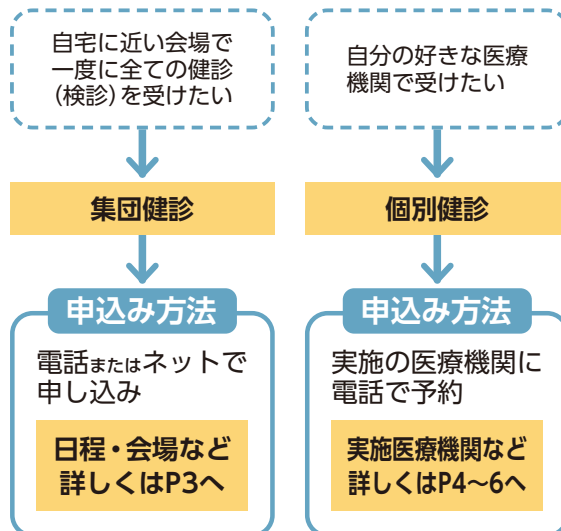 自宅に近い会場で
一度に全ての健診
(検診)を受けたい
集団健診
申込み方法
電話またはネットで
申し込み
日程・会場など
詳しくはP3へ
自分の好きな医療
機関で受けたい
個別健診
申込み方法
実施の医療機関に
電話で予約
実施医療機関など
詳しくはP4〜6へ